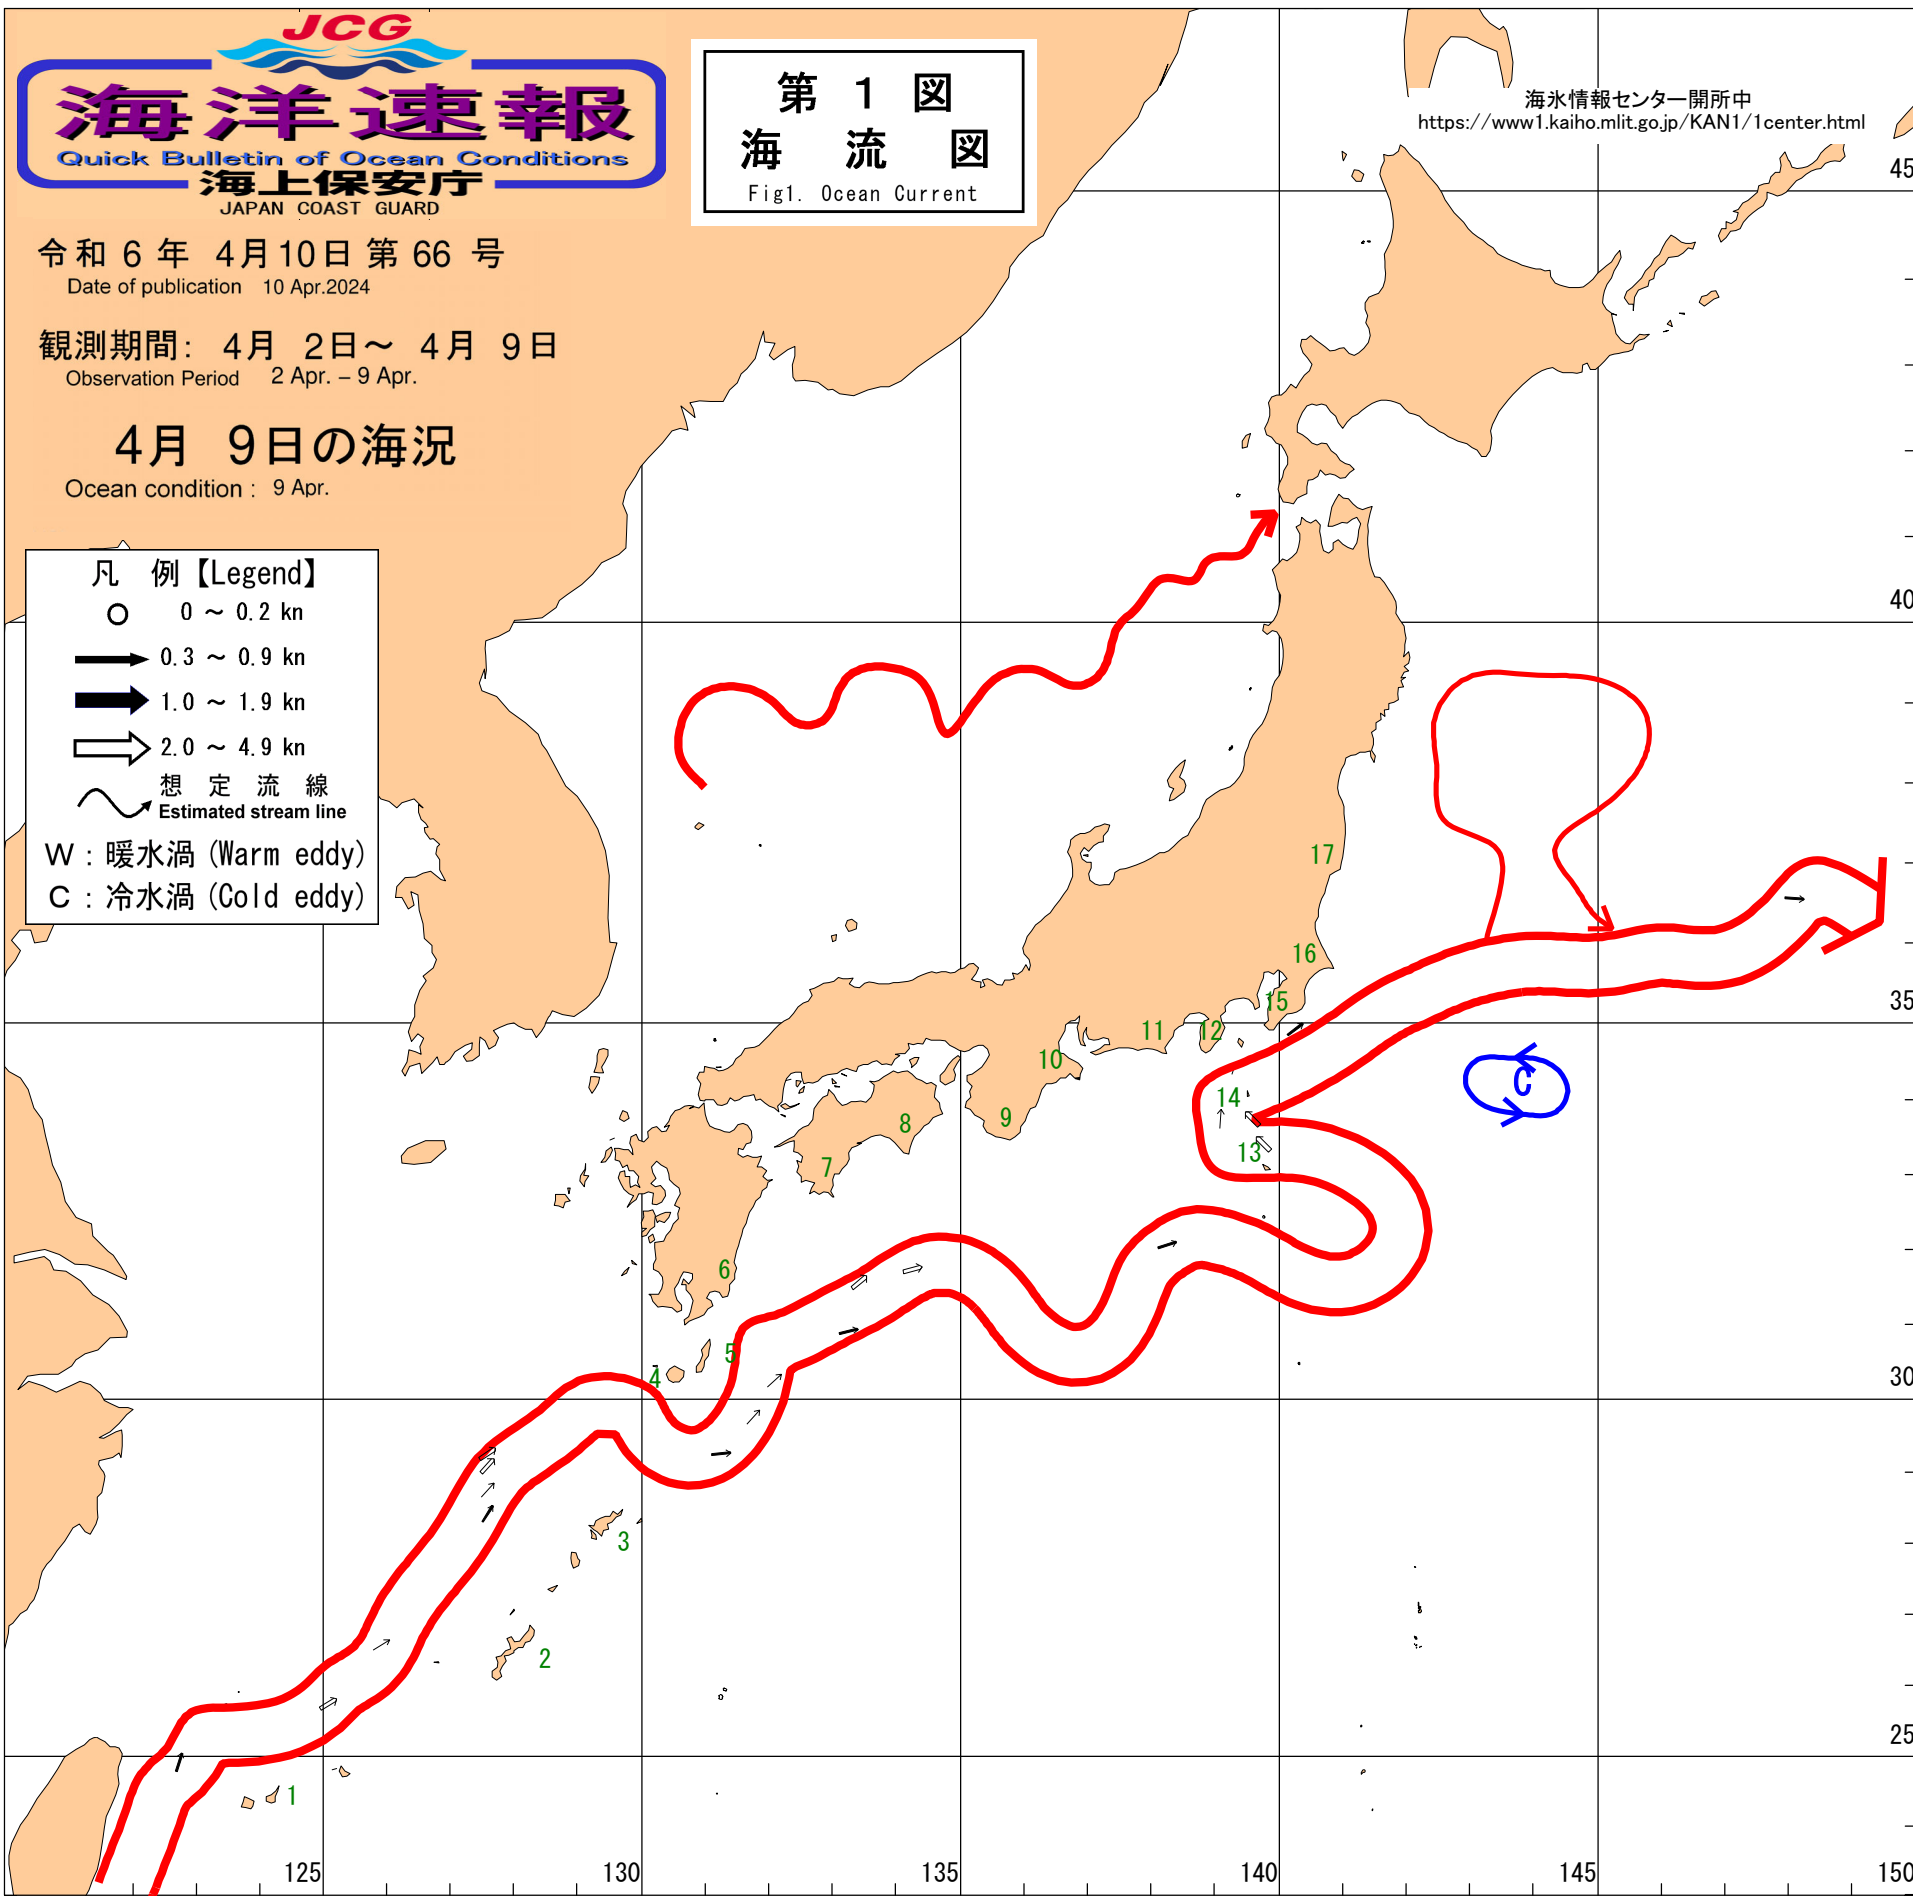 JCG
海洋速報
Quick Bulletin of Ocean Conditions
海上保安庁
JAPAN COAST GUARD
第 1 図
海 流 図
Fig1. Ocean Current
海氷情報センター開所中
https://www1.kaiho.mlit.go.jp/KAN1/1center.html
令和 6 年 4月10日 第 66 号
Date of publication 10 Apr.2024
観測期間: 4月 2日～ 4月 9日
Observation Period 2 Apr. – 9 Apr.
4月 9日の海況
Ocean condition : 9 Apr.
凡 例【Legend】
0 ～ 0.2 kn
0.3 ～ 0.9 kn
1.0 ～ 1.9 kn
2.0 ～ 4.9 kn
想 定 流 線
Estimated stream line
W : 暖水渦 (Warm eddy)
C : 冷水渦 (Cold eddy)
45
40
17
16
35
15
12
11
10
C
14
9
8
13
7
6
5
4
30
3
2
25
1
125
130
135
140
145
150